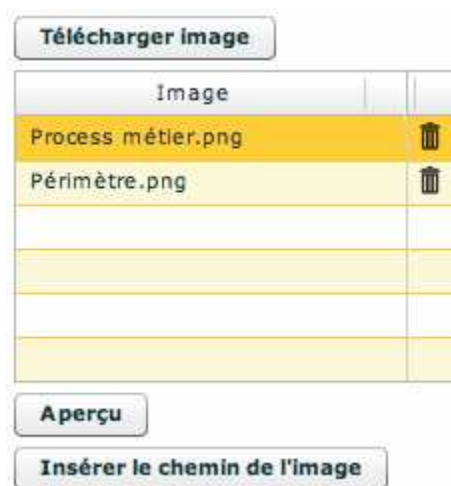 Télécharger image
Image
Process métier.png
Périmètre.png
Aperçu
Insérer le chemin de l'image